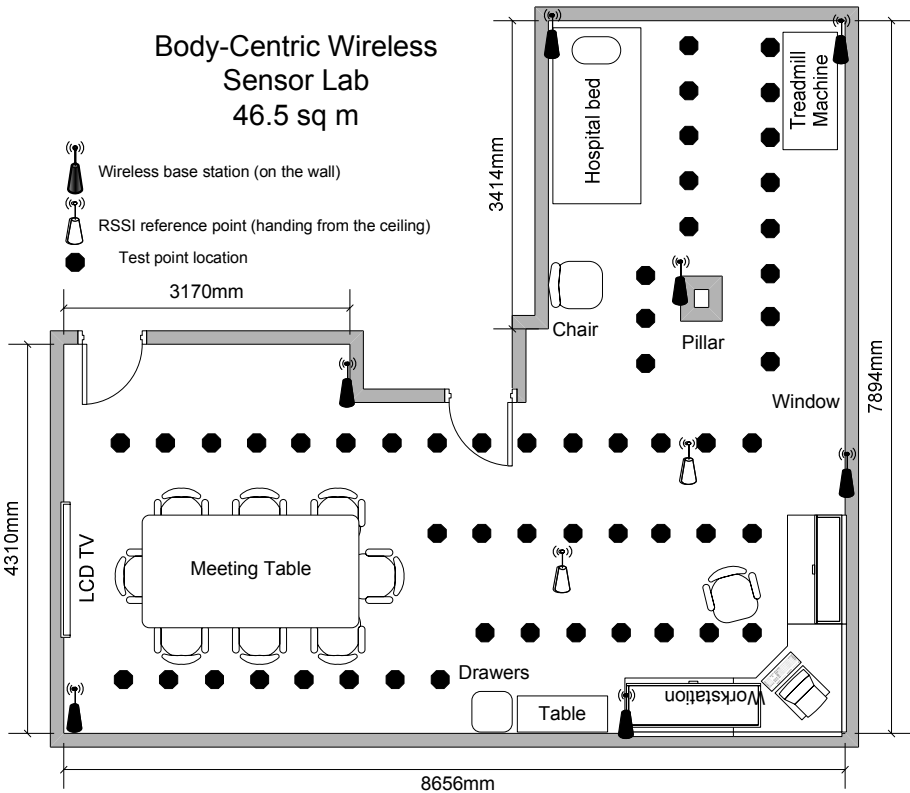 Body-Centric Wireless
Sensor Lab
46.5 sq m
Wireless base station (on the wall)
RSSI reference point (handing from the ceiling)
Test point location
3170mm
3414mm
Hospital bed
Treadmill
Machine
Chair
Pillar
7894mm
Window
4310mm
LCD TV
Meeting Table
Drawers
Table
Workstation
8656mm